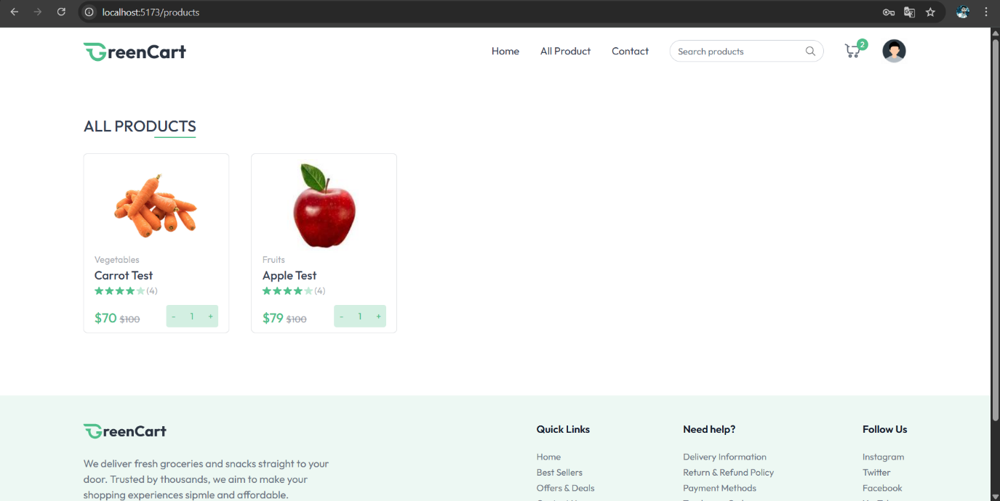 localhost:5173/products
GreenCart
Home All Product Contact Search products 2
ALL PRODUCTS
Vegetables
Carrot Test
(4)
$70 $100 - 1 +
Fruits
Apple Test
(4)
$79 $100 - 1 +
GreenCart
We deliver fresh groceries and snacks straight to your
door. Trusted by thousands, we aim to make your
shopping experiences sipmle and affordable.
Quick Links
Home
Best Sellers
Offers & Deals
Need help?
Delivery Information
Return & Refund Policy
Payment Methods
Follow Us
Instagram
Twitter
Facebook